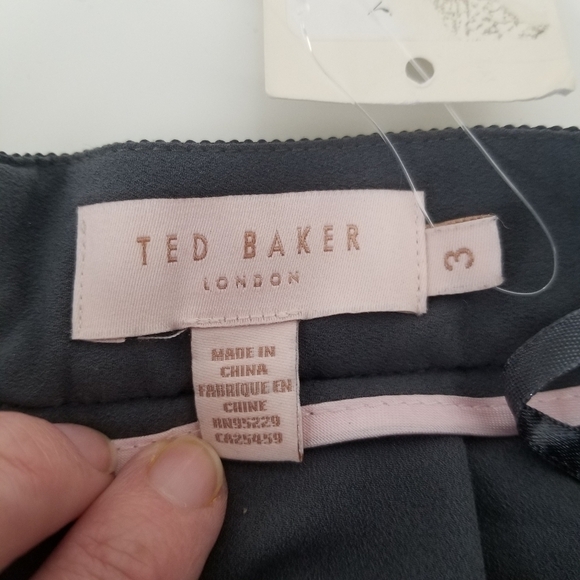 TED BAKER
LONDON
3
MADE IN
CHINA
FABRIQUE EN
CHINE
RN95229
CA25459